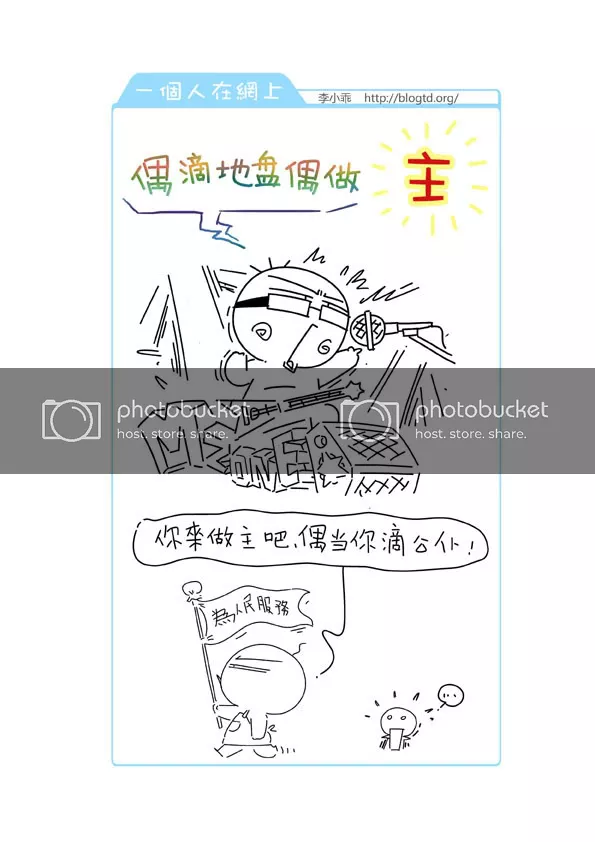 一個人在網上
李小乖 http://blogtd.org/
偶滴地盘偶做
主
photobucket
host. store. share.
photobucket
host. store. share.
你來做主吧、偶当你滴公仆!
為人民服務